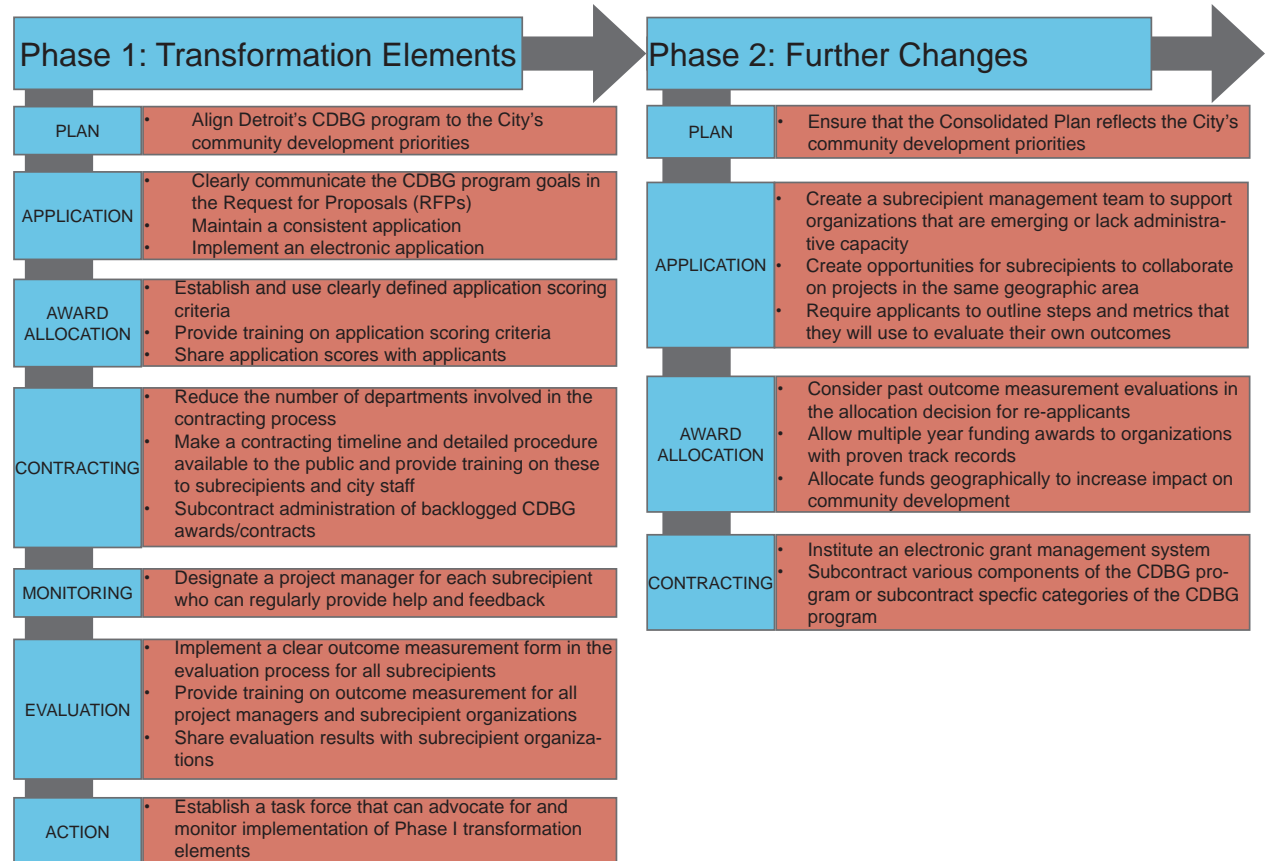 Phase 1: Transformation Elements
PLAN
• Align Detroit's CDBG program to the City's
community development priorities
APPLICATION
• Clearly communicate the CDBG program goals in
the Request for Proposals (RFPs)
• Maintain a consistent application
• Implement an electronic application
AWARD
ALLOCATION
• Establish and use clearly defined application scoring
criteria
• Provide training on application scoring criteria
• Share application scores with applicants
CONTRACTING
• Reduce the number of departments involved in the
contracting process
• Make a contracting timeline and detailed procedure
available to the public and provide training on these
to subrecipients and city staff
• Subcontract administration of backlogged CDBG
awards/contracts
MONITORING
• Designate a project manager for each subrecipient
who can regularly provide help and feedback
EVALUATION
• Implement a clear outcome measurement form in the
evaluation process for all subrecipients
• Provide training on outcome measurement for all
project managers and subrecipient organizations
• Share evaluation results with subrecipient organiza-
tions
ACTION
• Establish a task force that can advocate for and
monitor implementation of Phase I transformation
elements
Phase 2: Further Changes
PLAN
• Ensure that the Consolidated Plan reflects the City's
community development priorities
APPLICATION
• Create a subrecipient management team to support
organizations that are emerging or lack administra-
tive capacity
• Create opportunities for subrecipients to collaborate
on projects in the same geographic area
• Require applicants to outline steps and metrics that
they will use to evaluate their own outcomes
AWARD
ALLOCATION
• Consider past outcome measurement evaluations in
the allocation decision for re-applicants
• Allow multiple year funding awards to organizations
with proven track records
• Allocate funds geographically to increase impact on
community development
CONTRACTING
• Institute an electronic grant management system
• Subcontract various components of the CDBG pro-
gram or subcontract specfic categories of the CDBG
program